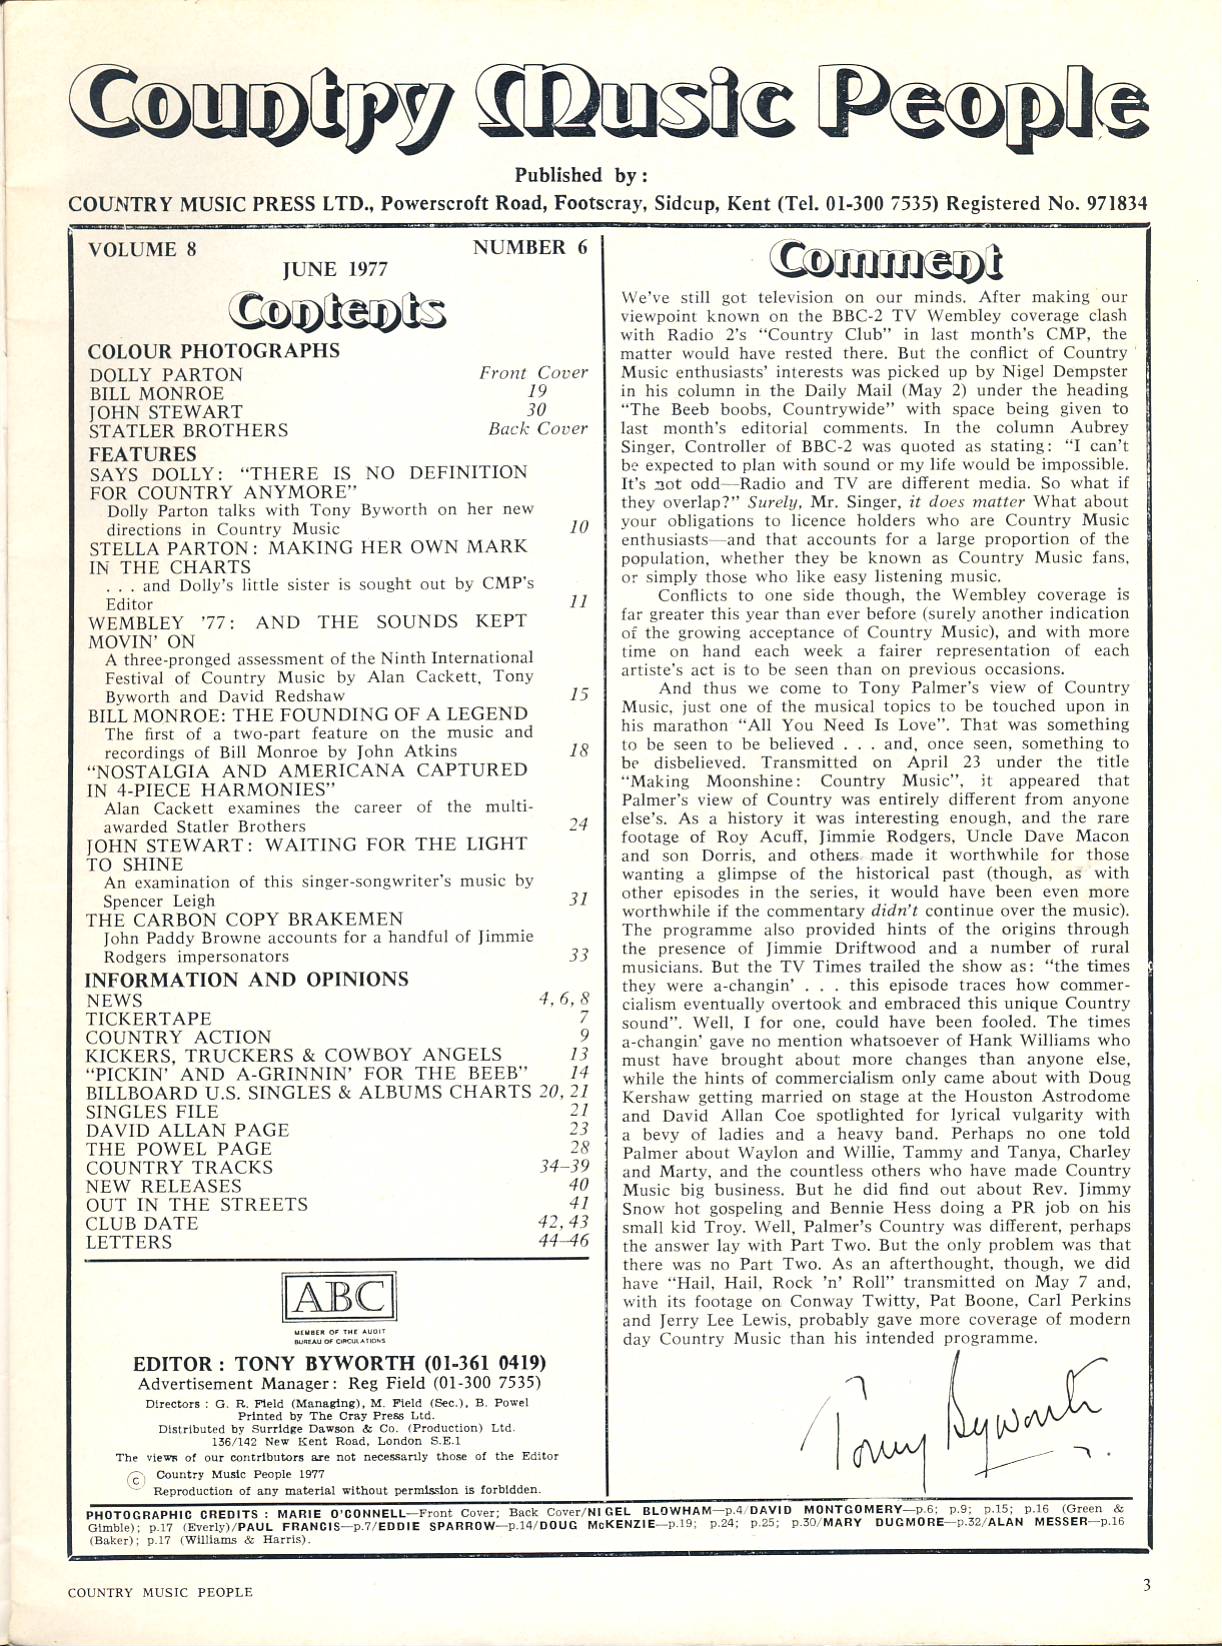 Country Music People
Published by :
COUNTRY MUSIC PRESS LTD., Powerscroft Road, Footscray, Sidcup, Kent (Tel. 01-300 7535) Registered No. 971834
VOLUME 8 NUMBER 6
JUNE 1977
Contents
COLOUR PHOTOGRAPHS
DOLLY PARTON Front Cover
BILL MONROE 19
JOHN STEWART 30
STATLER BROTHERS Back Cover
FEATURES
SAYS DOLLY: “THERE IS NO DEFINITION
FOR COUNTRY ANYMORE”
Dolly Parton talks with Tony Byworth on her new
directions in Country Music 10
STELLA PARTON: MAKING HER OWN MARK
IN THE CHARTS
. . . and Dolly's little sister is sought out by CMP's
Editor 11
WEMBLEY '77: AND THE SOUNDS KEPT
MOVIN' ON
A three-pronged assessment of the Ninth International
Festival of Country Music by Alan Cackett, Tony
Byworth and David Redshaw 15
BILL MONROE: THE FOUNDING OF A LEGEND
The first of a two-part feature on the music and
recordings of Bill Monroe by John Atkins 18
“NOSTALGIA AND AMERICANA CAPTURED
IN 4-PIECE HARMONIES”
Alan Cackett examines the career of the multi-
awarded Statler Brothers 24
JOHN STEWART: WAITING FOR THE LIGHT
TO SHINE
An examination of this singer-songwriter's music by
Spencer Leigh 31
THE CARBON COPY BRAKEMEN
John Paddy Browne accounts for a handful of Jimmie
Rodgers impersonators 33
INFORMATION AND OPINIONS
NEWS 4, 6, 8
TICKERTAPE 7
COUNTRY ACTION 9
KICKERS, TRUCKERS & COWBOY ANGELS 13
“PICKIN' AND A-GRINNIN' FOR THE BEEB” 14
BILLBOARD U.S. SINGLES & ALBUMS CHARTS 20, 21
SINGLES FILE 21
DAVID ALLAN PAGE 23
THE POWEL PAGE 28
COUNTRY TRACKS 34–39
NEW RELEASES 40
OUT IN THE STREETS 41
CLUB DATE 42, 43
LETTERS 44–46
ABC
MEMBER OF THE AUDIT
BUREAU OF CIRCULATIONS
EDITOR : TONY BYWORTH (01-361 0419)
Advertisement Manager: Reg Field (01-300 7535)
Directors : G. R. Field (Managing), M. Field (Sec.), B. Powel
Printed by The Cray Press Ltd.
Distributed by Surridge Dawson & Co. (Production) Ltd.
136/142 New Kent Road, London S.E.1
The views of our contributors are not necessarily those of the Editor
© Country Music People 1977
Reproduction of any material without permission is forbidden.
Comment
We've still got television on our minds. After making our
viewpoint known on the BBC-2 TV Wembley coverage clash
with Radio 2's “Country Club” in last month's CMP, the
matter would have rested there. But the conflict of Country
Music enthusiasts' interests was picked up by Nigel Dempster
in his column in the Daily Mail (May 2) under the heading
“The Beeb boobs, Countrywide” with space being given to
last month's editorial comments. In the column Aubrey
Singer, Controller of BBC-2 was quoted as stating: “I can't
be expected to plan with sound or my life would be impossible.
It's not odd—Radio and TV are different media. So what if
they overlap?” Surely, Mr. Singer, it does matter What about
your obligations to licence holders who are Country Music
enthusiasts—and that accounts for a large proportion of the
population, whether they be known as Country Music fans,
or simply those who like easy listening music.
Conflicts to one side though, the Wembley coverage is
far greater this year than ever before (surely another indication
of the growing acceptance of Country Music), and with more
time on hand each week a fairer representation of each
artiste's act is to be seen than on previous occasions.
And thus we come to Tony Palmer's view of Country
Music, just one of the musical topics to be touched upon in
his marathon “All You Need Is Love”. That was something
to be seen to be believed . . . and, once seen, something to
be disbelieved. Transmitted on April 23 under the title
“Making Moonshine: Country Music”, it appeared that
Palmer's view of Country was entirely different from anyone
else's. As a history it was interesting enough, and the rare
footage of Roy Acuff, Jimmie Rodgers, Uncle Dave Macon
and son Dorris, and others made it worthwhile for those
wanting a glimpse of the historical past (though, as with
other episodes in the series, it would have been even more
worthwhile if the commentary didn't continue over the music).
The programme also provided hints of the origins through
the presence of Jimmie Driftwood and a number of rural
musicians. But the TV Times trailed the show as: “the times
they were a-changin' . . . this episode traces how commer-
cialism eventually overtook and embraced this unique Country
sound”. Well, I for one, could have been fooled. The times
a-changin' gave no mention whatsoever of Hank Williams who
must have brought about more changes than anyone else,
while the hints of commercialism only came about with Doug
Kershaw getting married on stage at the Houston Astrodome
and David Allan Coe spotlighted for lyrical vulgarity with
a bevy of ladies and a heavy band. Perhaps no one told
Palmer about Waylon and Willie, Tammy and Tanya, Charley
and Marty, and the countless others who have made Country
Music big business. But he did find out about Rev. Jimmy
Snow hot gospeling and Bennie Hess doing a PR job on his
small kid Troy. Well, Palmer's Country was different, perhaps
the answer lay with Part Two. But the only problem was that
there was no Part Two. As an afterthought, though, we did
have “Hail, Hail, Rock 'n' Roll” transmitted on May 7 and,
with its footage on Conway Twitty, Pat Boone, Carl Perkins
and Jerry Lee Lewis, probably gave more coverage of modern
day Country Music than his intended programme.
Tony Byworth
PHOTOGRAPHIC CREDITS : MARIE O'CONNELL—Front Cover; Back Cover/NIGEL BLOWHAM—p.4/DAVID MONTGOMERY—p.6; p.9; p.15; p.16 (Green &
Gimble); p.17 (Everly)/PAUL FRANCIS—p.7/EDDIE SPARROW—p.14/DOUG McKENZIE—p.19; p.24; p.25; p.30/MARY DUGMORE—p.32/ALAN MESSER—p.16
(Baker); p.17 (Williams & Harris).
COUNTRY MUSIC PEOPLE 3